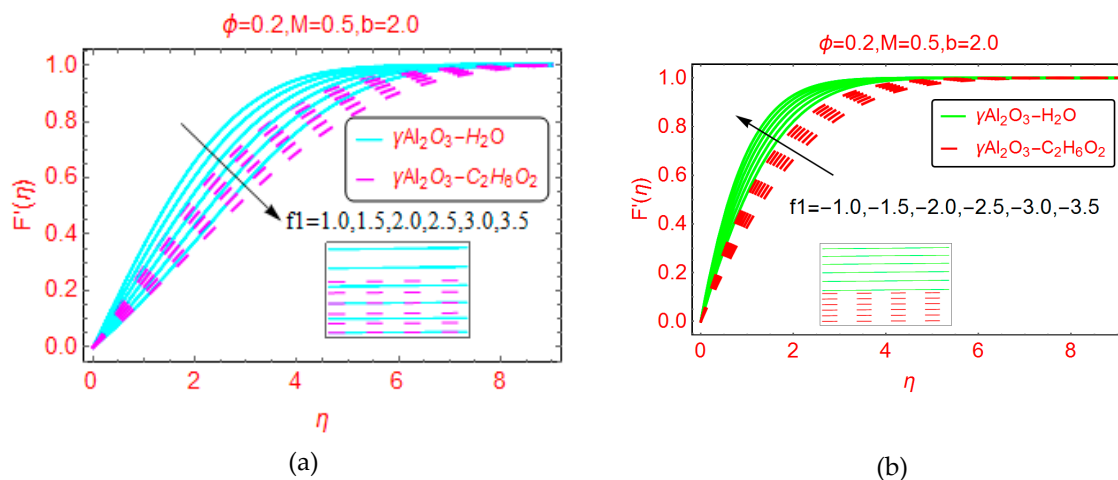 ϕ=0.2,M=0.5,b=2.0
F'(η)
1.0
0.8
0.6
0.4
0.2
0.0
γAl₂O₃−H₂O
γAl₂O₃−C₂H₆O₂
f1=1.0,1.5,2.0,2.5,3.0,3.5
0 2 4 6 8
η
(a)
ϕ=0.2,M=0.5,b=2.0
F'(η)
1.0
0.8
0.6
0.4
0.2
0.0
γAl₂O₃−H₂O
γAl₂O₃−C₂H₆O₂
f1=−1.0,−1.5,−2.0,−2.5,−3.0,−3.5
0 2 4 6 8
η
(b)